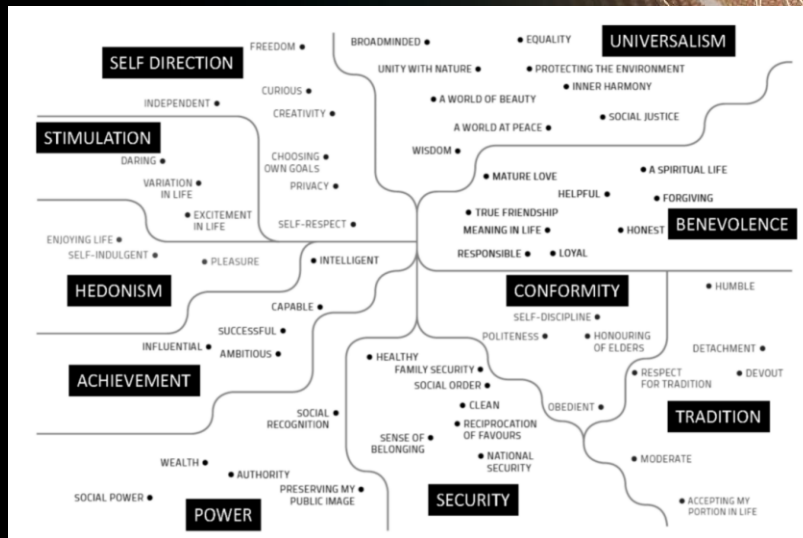 SELF DIRECTION
FREEDOM
CURIOUS
CREATIVITY
INDEPENDENT
CHOOSING
OWN GOALS
PRIVACY
SELF-RESPECT
STIMULATION
DARING
VARIATION
IN LIFE
EXCITEMENT
IN LIFE
HEDONISM
ENJOYING LIFE
SELF-INDULGENT
PLEASURE
ACHIEVEMENT
INTELLIGENT
CAPABLE
SUCCESSFUL
INFLUENTIAL
AMBITIOUS
POWER
SOCIAL
RECOGNITION
WEALTH
AUTHORITY
SOCIAL POWER
PRESERVING MY
PUBLIC IMAGE
UNIVERSALISM
BROADMINDED
EQUALITY
UNITY WITH NATURE
PROTECTING THE ENVIRONMENT
INNER HARMONY
A WORLD OF BEAUTY
SOCIAL JUSTICE
A WORLD AT PEACE
WISDOM
BENEVOLENCE
MATURE LOVE
A SPIRITUAL LIFE
HELPFUL
FORGIVING
TRUE FRIENDSHIP
MEANING IN LIFE
HONEST
RESPONSIBLE
LOYAL
CONFORMITY
SELF-DISCIPLINE
POLITENESS
HONOURING
OF ELDERS
OBEDIENT
TRADITION
HUMBLE
DETACHMENT
RESPECT
FOR TRADITION
DEVOUT
MODERATE
ACCEPTING MY
PORTION IN LIFE
SECURITY
HEALTHY
FAMILY SECURITY
SOCIAL ORDER
CLEAN
RECIPROCATION
OF FAVOURS
SENSE OF
BELONGING
NATIONAL
SECURITY